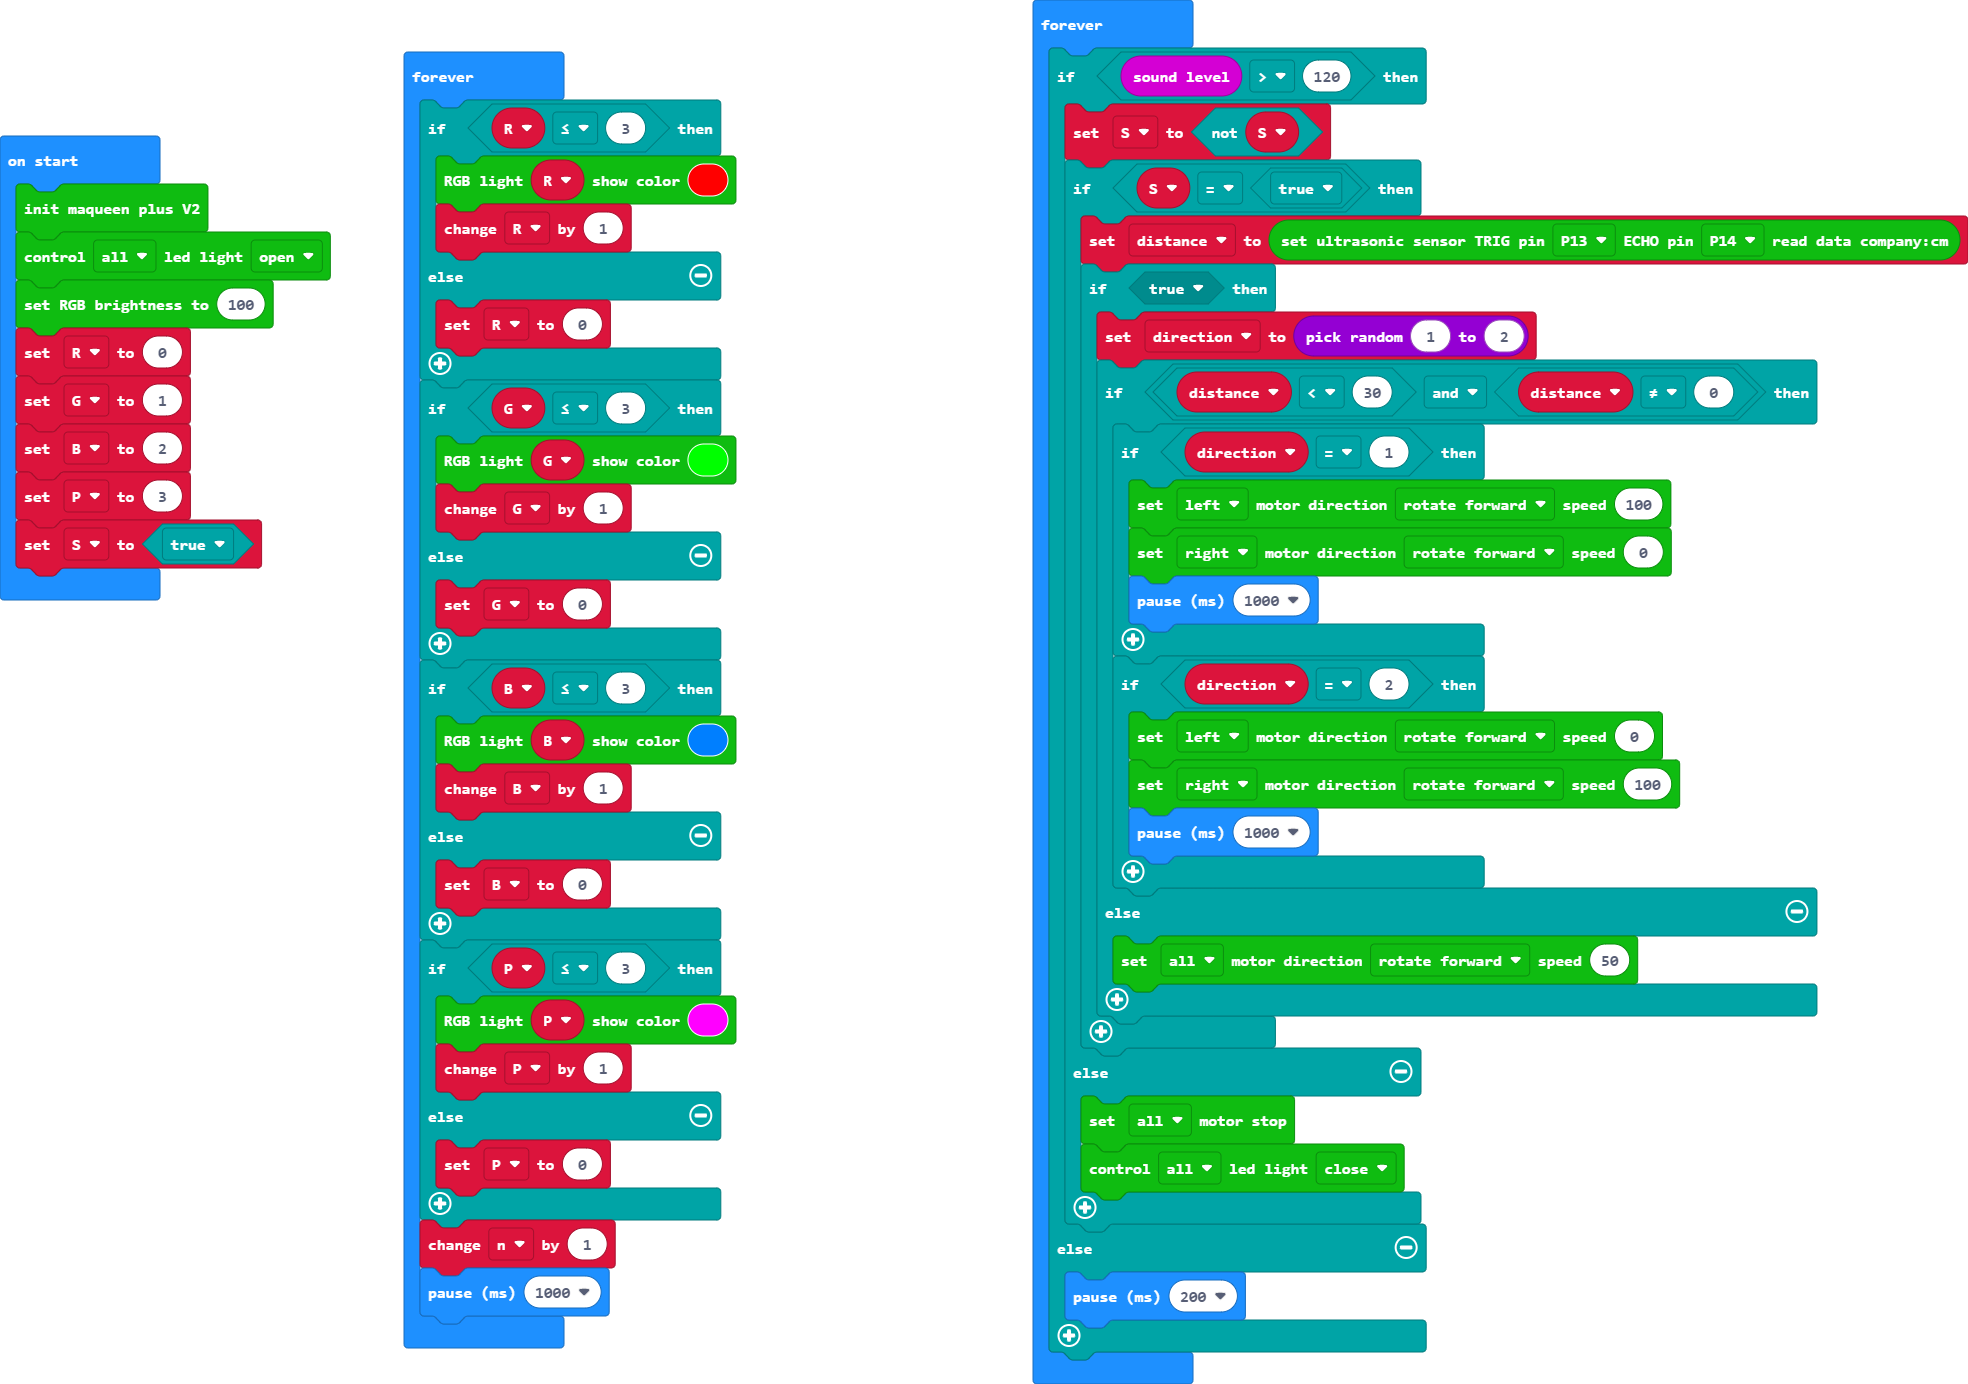 on start
init maqueen plus V2
control all led light open
set RGB brightness to 100
set R to 0
set G to 1
set B to 2
set P to 3
set S to true
forever
if R ≤ 3 then
RGB light R show color
change R by 1
else
set R to 0
if G ≤ 3 then
RGB light G show color
change G by 1
else
set G to 0
if B ≤ 3 then
RGB light B show color
change B by 1
else
set B to 0
if P ≤ 3 then
RGB light P show color
change P by 1
else
set P to 0
change n by 1
pause (ms) 1000
forever
if sound level > 120 then
set S to not S
if S = true then
set distance to set ultrasonic sensor TRIG pin P13 ECHO pin P14 read data company:cm
if true then
set direction to pick random 1 to 2
if distance < 30 and distance ≠ 0 then
if direction = 1 then
set left motor direction rotate forward speed 100
set right motor direction rotate forward speed 0
pause (ms) 1000
if direction = 2 then
set left motor direction rotate forward speed 0
set right motor direction rotate forward speed 100
pause (ms) 1000
else
set all motor direction rotate forward speed 50
else
set all motor stop
control all led light close
else
pause (ms) 200